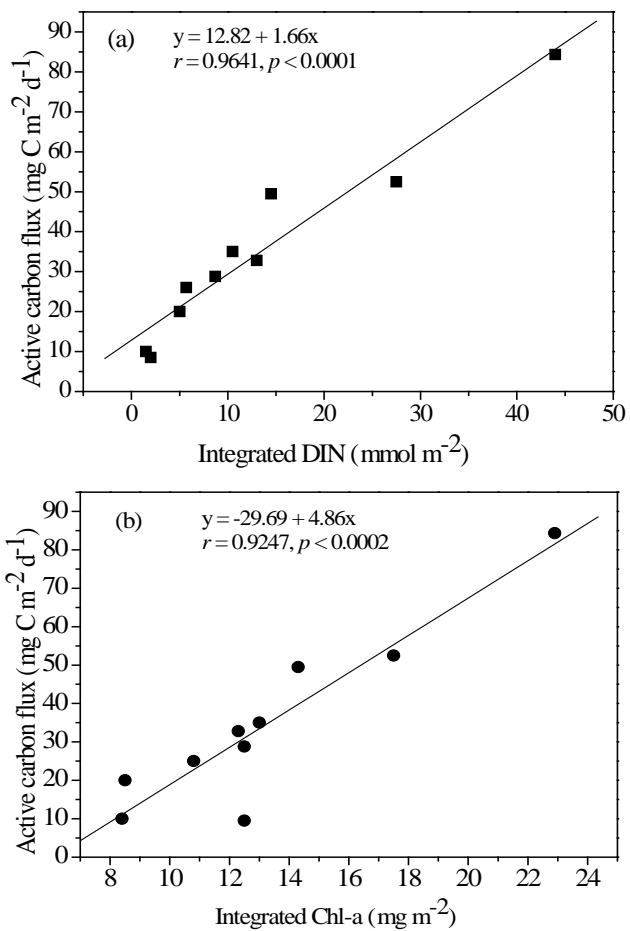 (a)
y = 12.82 + 1.66x
r = 0.9641, p < 0.0001
Active carbon flux (mg C m-2 d-1)
90
80
70
60
50
40
30
20
10
0
0 10 20 30 40 50
Integrated DIN (mmol m-2)
(b)
y = -29.69 + 4.86x
r = 0.9247, p < 0.0002
Active carbon flux (mg C m-2 d-1)
90
80
70
60
50
40
30
20
10
0
8 10 12 14 16 18 20 22 24
Integrated Chl-a (mg m-2)